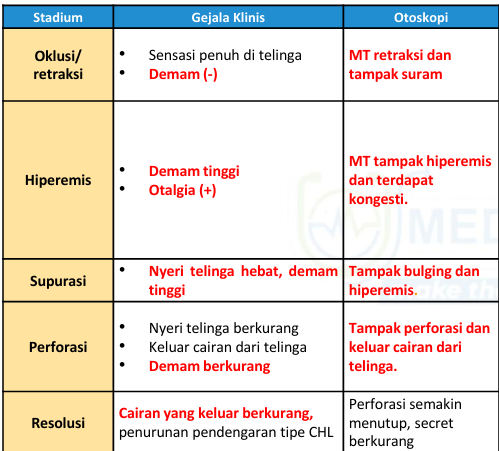 Stadium Gejala Klinis Otoskopi
Oklusi/
retraksi
• Sensasi penuh di telinga
• Demam (-)
MT retraksi dan
tampak suram
Hiperemis
• Demam tinggi
• Otalgia (+)
MT tampak hiperemis
dan terdapat
kongesti.
MED
Supurasi
• Nyeri telinga hebat, demam
tinggi
Tampak bulging dan
hiperemis.
ake the
Perforasi
• Nyeri telinga berkurang
• Keluar cairan dari telinga
• Demam berkurang
Tampak perforasi dan
keluar cairan dari
telinga.
Resolusi
Cairan yang keluar berkurang,
penurunan pendengaran tipe CHL
Perforasi semakin
menutup, secret
berkurang